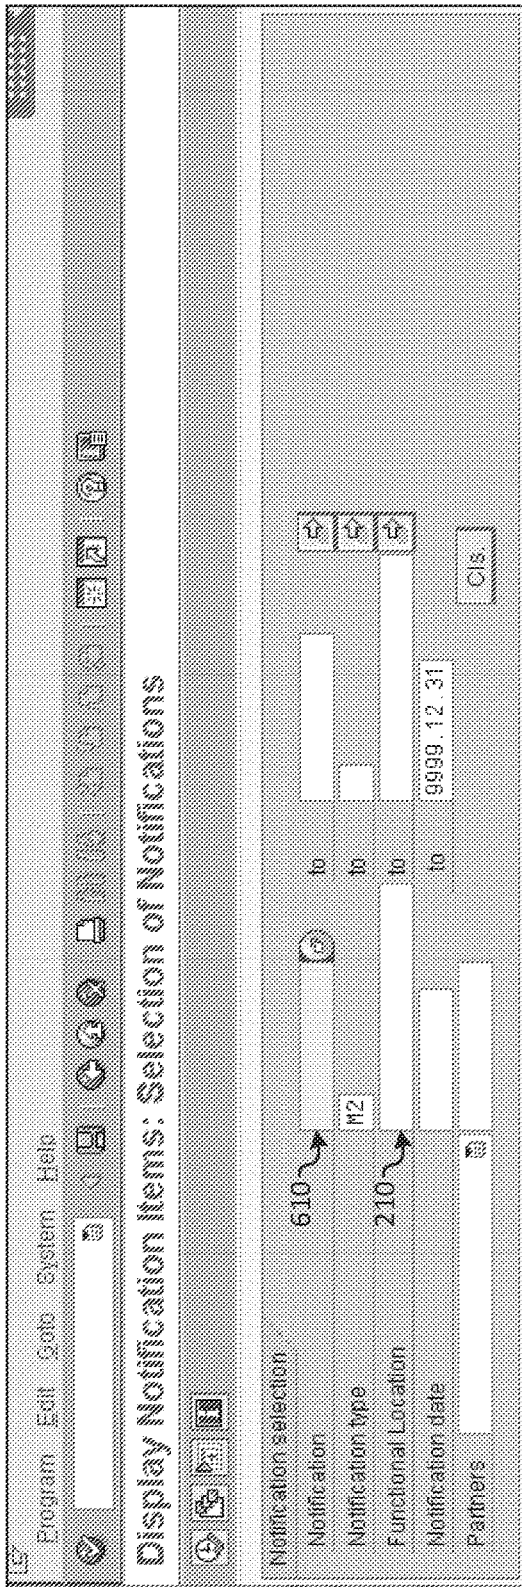 Program Edit Goto System Help
Display Notification items: Selection of Notifications
Notification selection
Notification 610 to
Notification type M2 to
Functional Location 210 to
Notification date to 9999.12.31
Partners Cls.